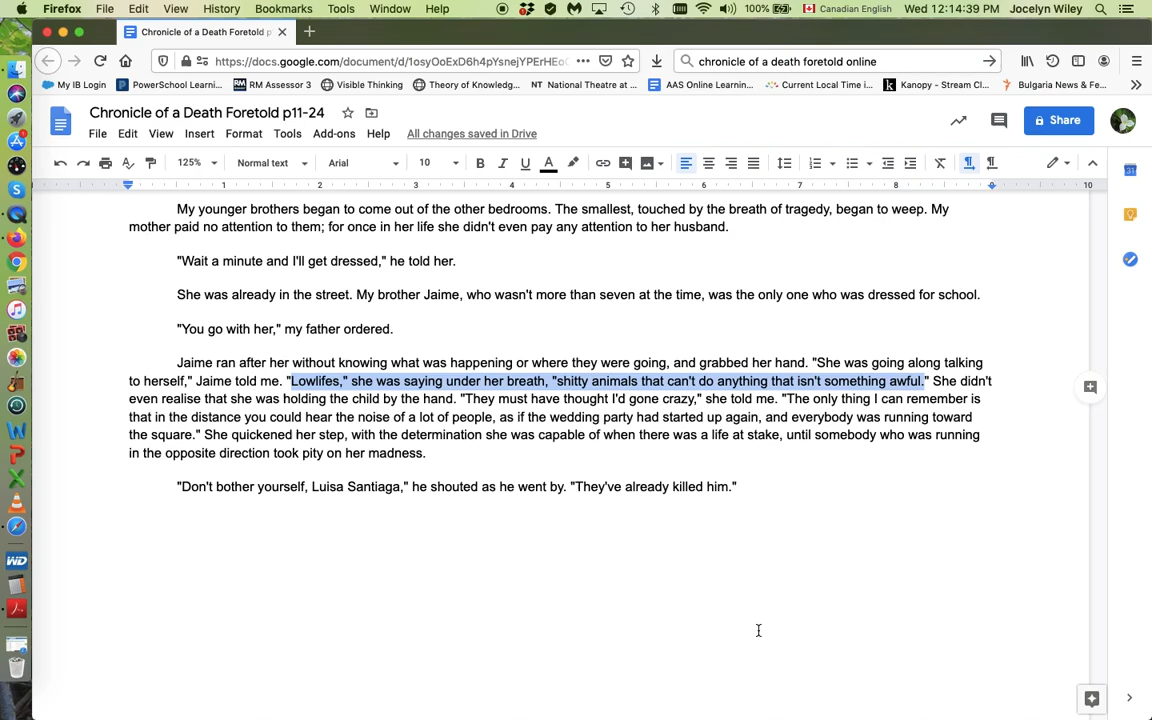 Firefox File Edit View History Bookmarks Tools Window Help 100% Canadian English Wed 12:14:39 PM Jocelyn Wiley
Chronicle of a Death Foretold p
https://docs.google.com/document/d/1osyOoExD6h4pYsnejYPErHEo chronicle of a death foretold online
My IB Login PowerSchool Learni... RM Assessor 3 Visible Thinking Theory of Knowledg... NT National Theatre at ... AAS Online Learnin... Current Local Time i... Kanopy - Stream Cl... Bulgaria News & Fe...
Chronicle of a Death Foretold p11-24
File Edit View Insert Format Tools Add-ons Help All changes saved in Drive
Share
125% Normal text Arial 10
1 2 3 4 5 6 7 8 10
My younger brothers began to come out of the other bedrooms. The smallest, touched by the breath of tragedy, began to weep. My
mother paid no attention to them; for once in her life she didn't even pay any attention to her husband.
"Wait a minute and I'll get dressed," he told her.
She was already in the street. My brother Jaime, who wasn't more than seven at the time, was the only one who was dressed for school.
"You go with her," my father ordered.
Jaime ran after her without knowing what was happening or where they were going, and grabbed her hand. "She was going along talking
to herself," Jaime told me. "Lowlifes," she was saying under her breath, "shitty animals that can't do anything that isn't something awful." She didn't
even realise that she was holding the child by the hand. "They must have thought I'd gone crazy," she told me. "The only thing I can remember is
that in the distance you could hear the noise of a lot of people, as if the wedding party had started up again, and everybody was running toward
the square." She quickened her step, with the determination she was capable of when there was a life at stake, until somebody who was running
in the opposite direction took pity on her madness.
"Don't bother yourself, Luisa Santiaga," he shouted as he went by. "They've already killed him."